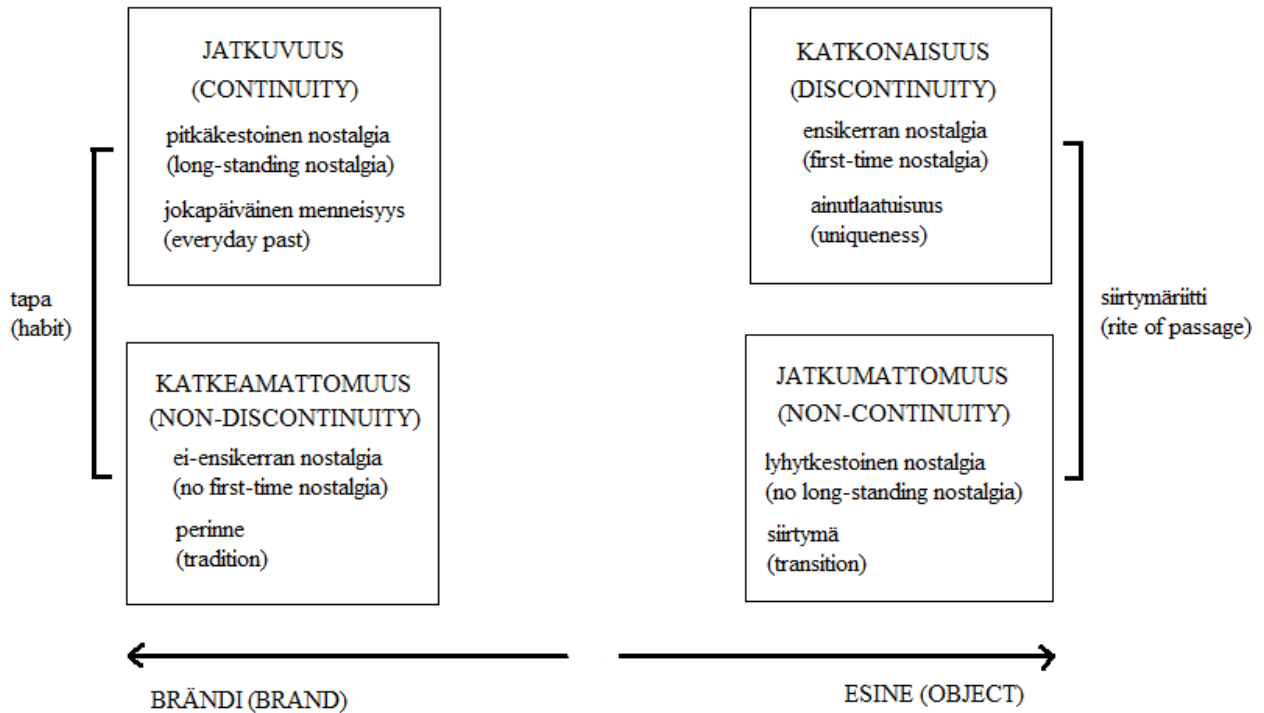 JATKUVUUS
(CONTINUITY)
pitkäkestoinen nostalgia
(long-standing nostalgia)
jokapäiväinen menneisyys
(everyday past)
KATKONAISUUS
(DISCONTINUITY)
ensikerran nostalgia
(first-time nostalgia)
ainutlaatuisuus
(uniqueness)
tapa
(habit)
siirtymäriitti
(rite of passage)
KATKEAMATTOMUUS
(NON-DISCONTINUITY)
ei-ensikerran nostalgia
(no first-time nostalgia)
perinne
(tradition)
JATKUMATTOMUUS
(NON-CONTINUITY)
lyhytkestoinen nostalgia
(no long-standing nostalgia)
siirtymä
(transition)
BRÄNDI (BRAND)
ESINE (OBJECT)